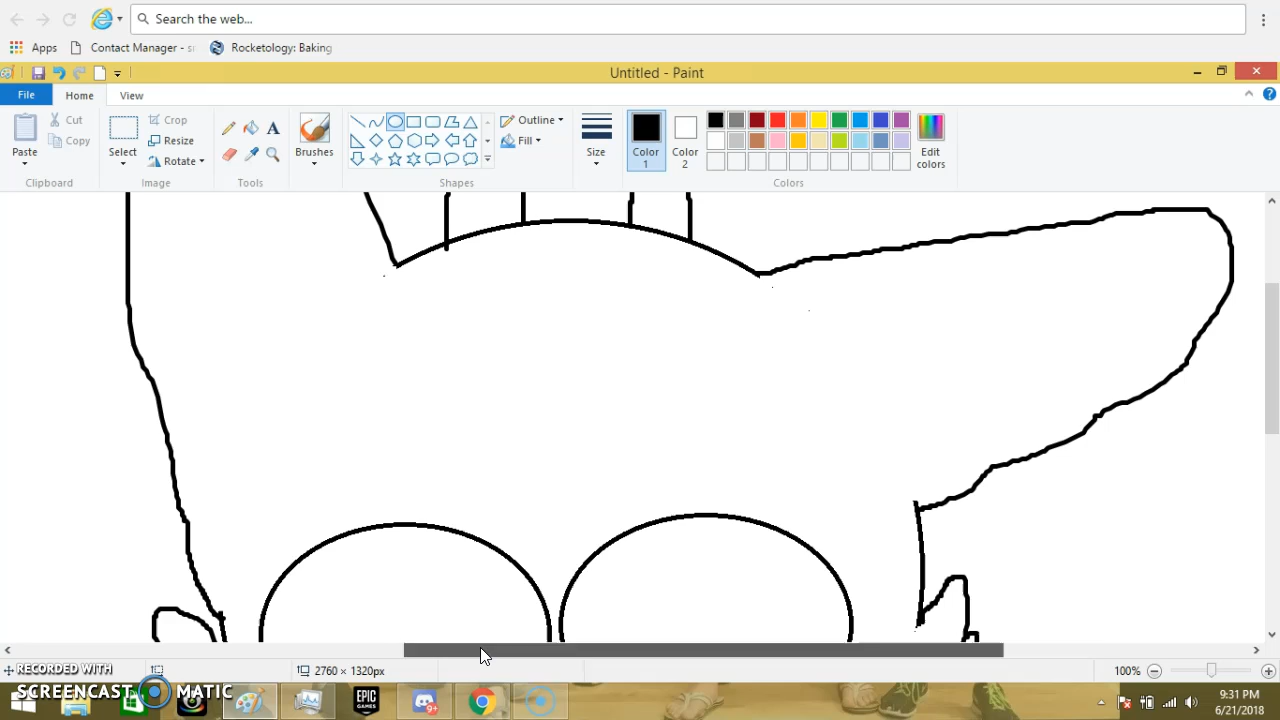 Search the web...
Apps Contact Manager - s Rocketology: Baking
Untitled - Paint
File Home View
Paste Cut Copy Select Crop Resize Rotate A Brushes Outline Fill Size Color 1 Color 2 Edit colors
Clipboard Image Tools Shapes Colors
2760 × 1320px 100%
RECORDED WITH
SCREENCAST MATIC
EPIC GAMES
9:31 PM
6/21/2018